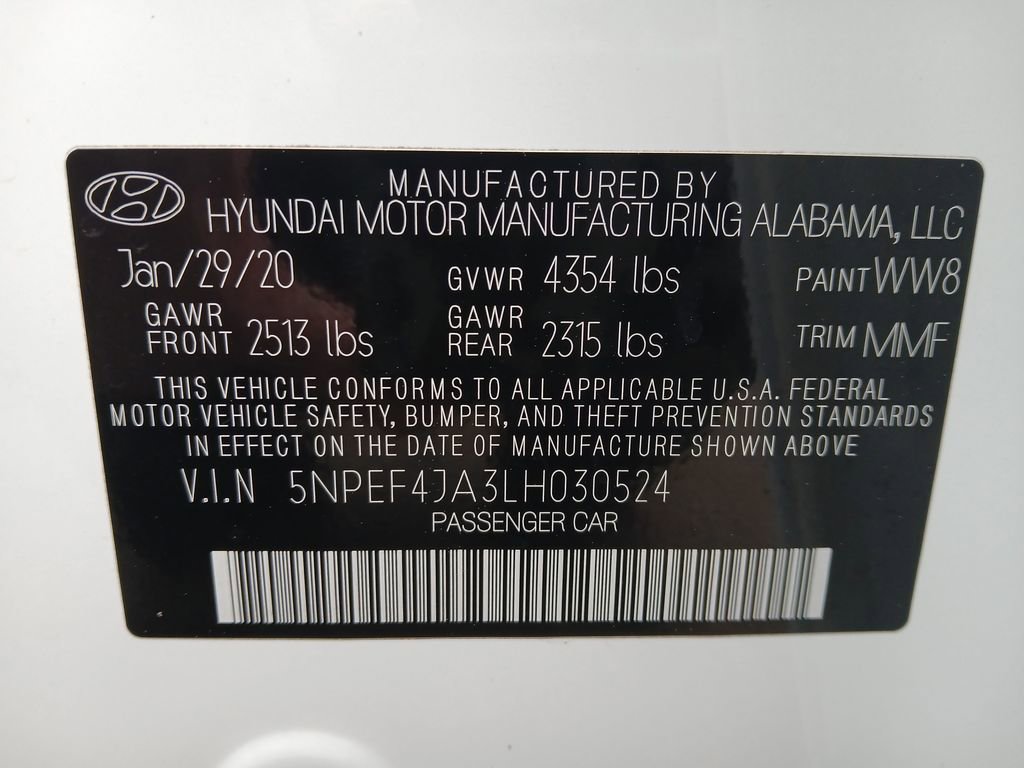 MANUFACTURED BY
HYUNDAI MOTOR MANUFACTURING ALABAMA, LLC
Jan/29/20 GVWR 4354 lbs PAINT WW8
GAWR FRONT 2513 lbs GAWR REAR 2315 lbs TRIM MMF
THIS VEHICLE CONFORMS TO ALL APPLICABLE U.S.A. FEDERAL
MOTOR VEHICLE SAFETY, BUMPER, AND THEFT PREVENTION STANDARDS
IN EFFECT ON THE DATE OF MANUFACTURE SHOWN ABOVE
V.I.N 5NPEF4JA3LH030524
PASSENGER CAR